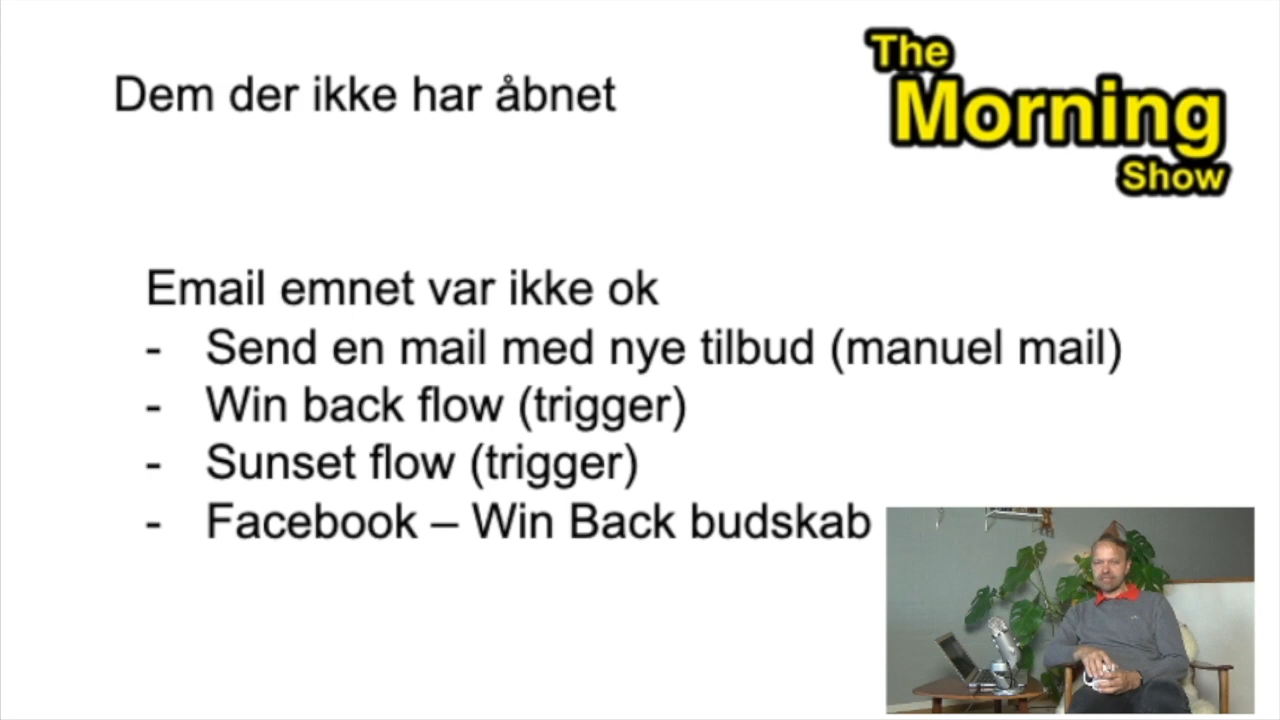 Dem der ikke har åbnet
The
Morning
Show
Email emnet var ikke ok
- Send en mail med nye tilbud (manuel mail)
- Win back flow (trigger)
- Sunset flow (trigger)
- Facebook – Win Back budskab